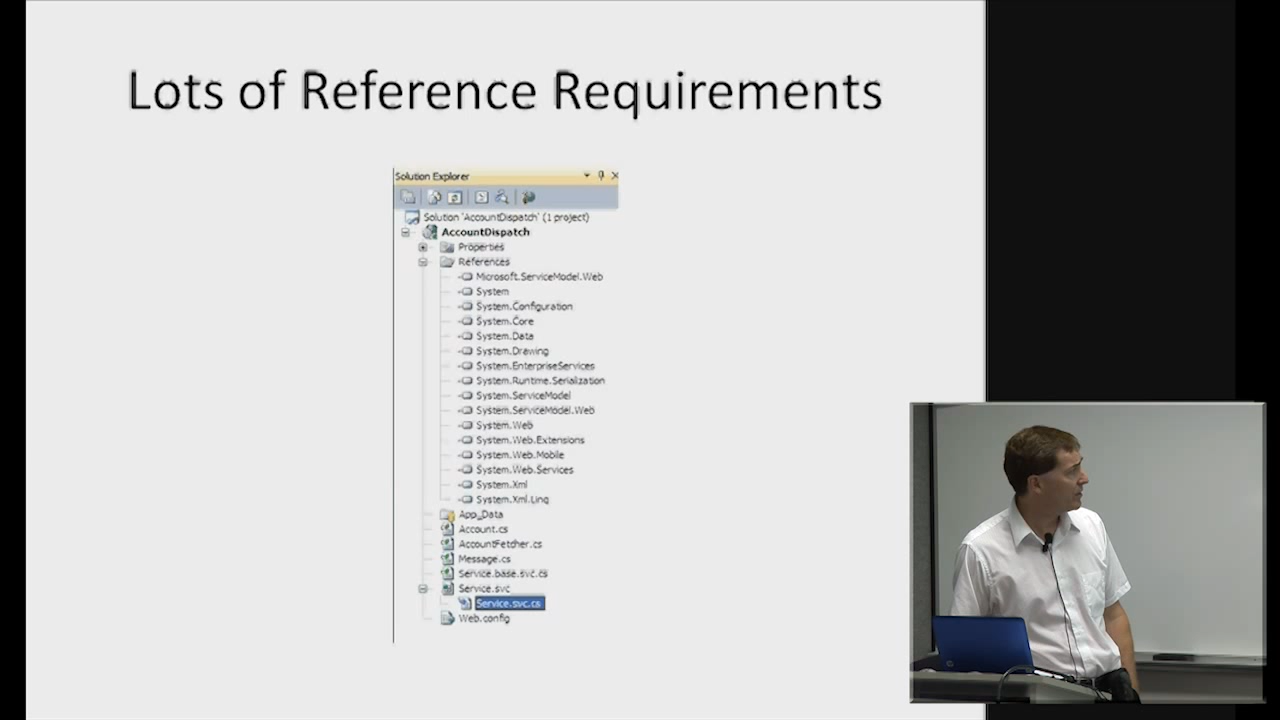 Lots of Reference Requirements
Solution Explorer
Solution 'AccountDispatch' (1 project)
AccountDispatch
Properties
References
Microsoft.ServiceModel.Web
System
System.Configuration
System.Core
System.Data
System.Drawing
System.EnterpriseServices
System.Runtime.Serialization
System.ServiceModel
System.ServiceModel.Web
System.Web
System.Web.Extensions
System.Web.Mobile
System.Web.Services
System.Xml
System.Xml.Linq
App_Data
Account.cs
AccountFetcher.cs
Message.cs
Service.base.svc.cs
Service.svc
Service.svc.cs
Web.config